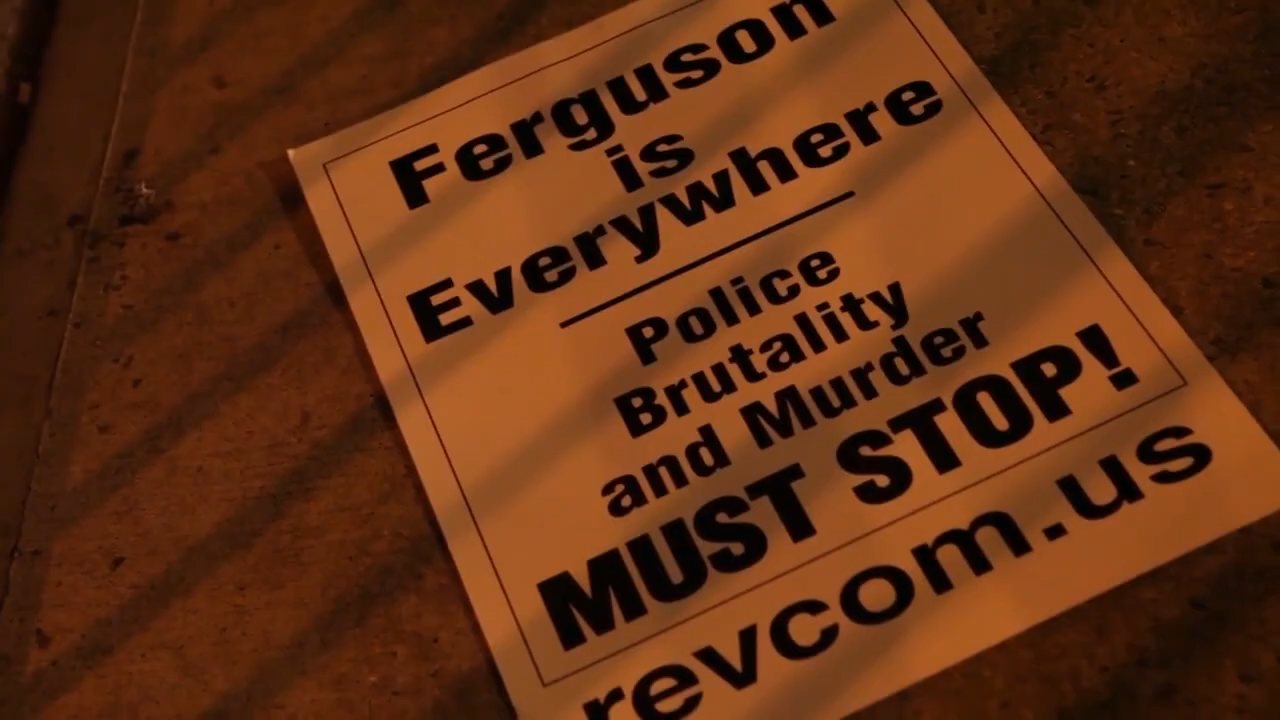 Ferguson
is
Everywhere
Police
Brutality
and Murder
MUST STOP!
revcom.us